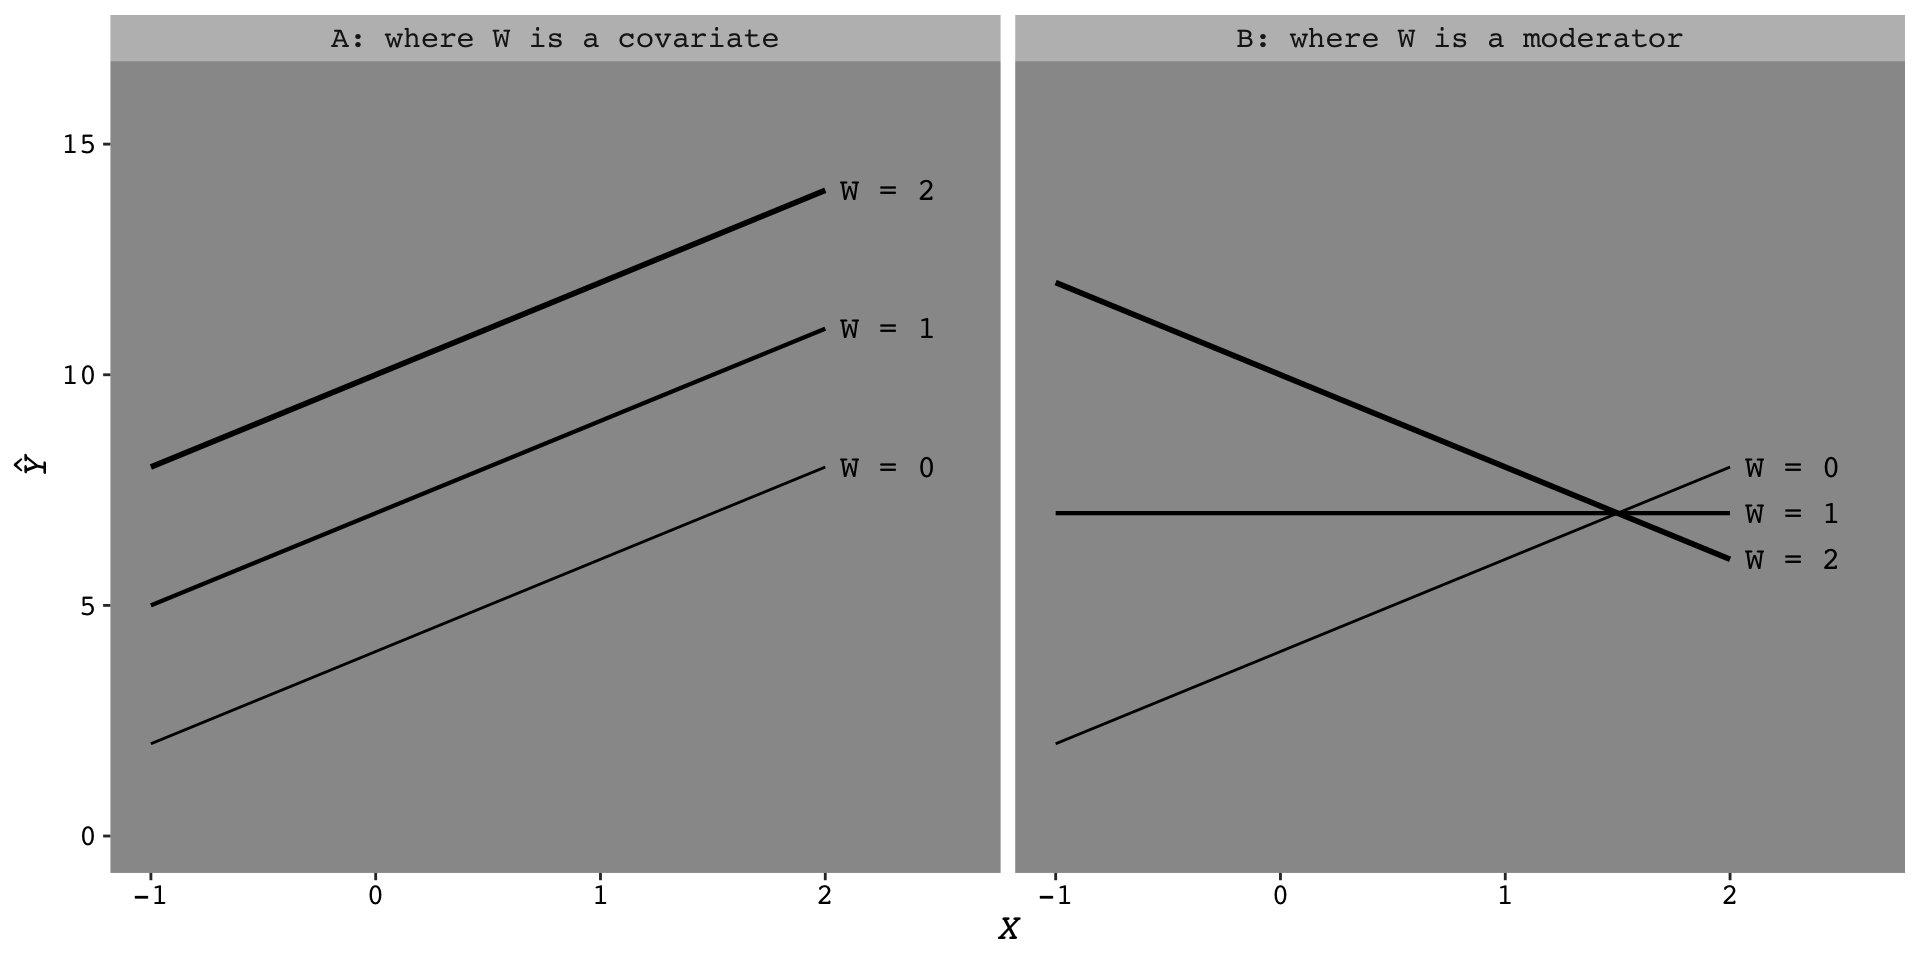 A: where W is a covariate
B: where W is a moderator
15
10
5
0
Ŷ
W = 2
W = 1
W = 0
W = 0
W = 1
W = 2
−1 0 1 2
−1 0 1 2
X